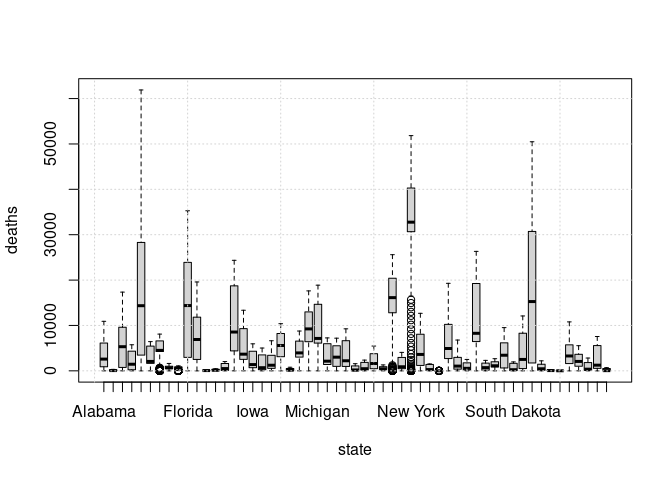 deaths
50000
30000
10000
0
Alabama
Florida
Iowa
Michigan
New York
South Dakota
state